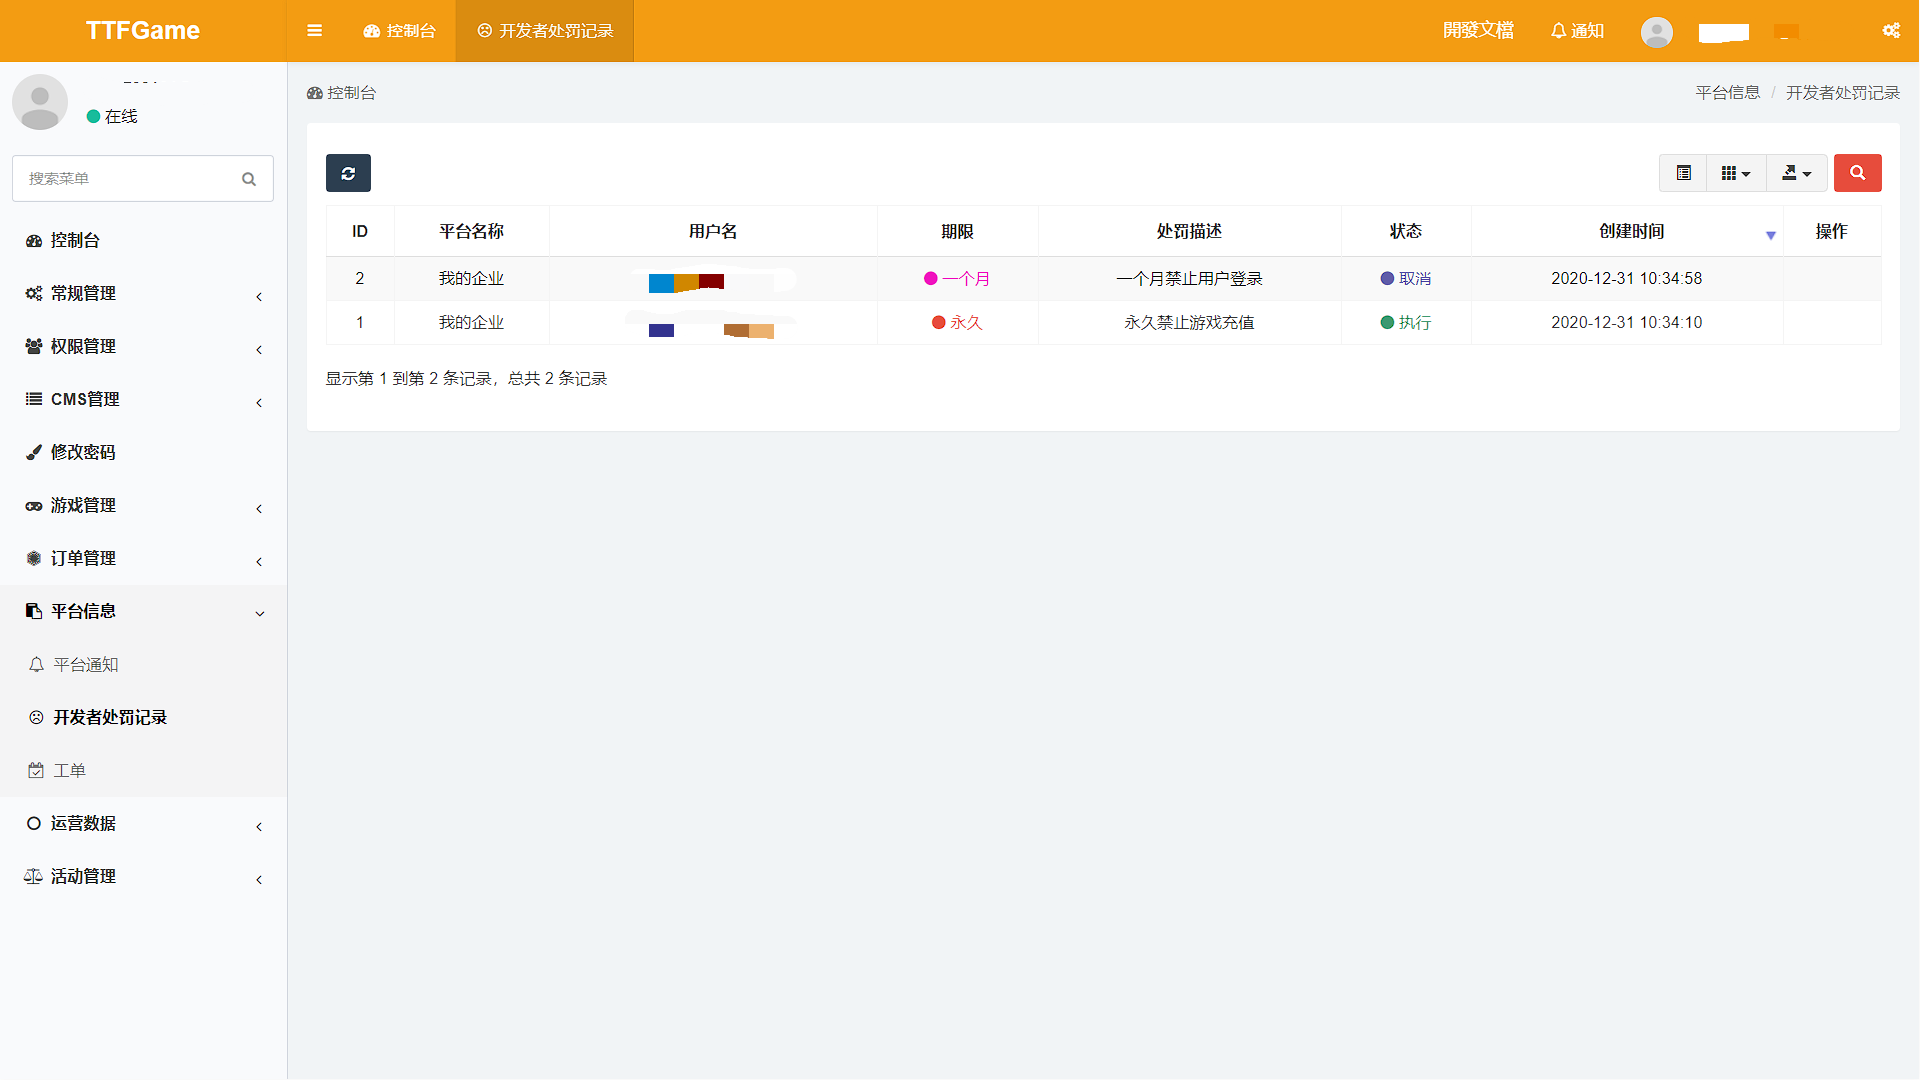 TTFGame
控制台
开发者处罚记录
開發文檔
通知
在线
搜索菜单
控制台
常规管理
权限管理
CMS管理
修改密码
游戏管理
订单管理
平台信息
平台通知
开发者处罚记录
工单
运营数据
活动管理
控制台
平台信息 / 开发者处罚记录
ID 平台名称 用户名 期限 处罚描述 状态 创建时间 操作
2 我的企业 一个月 一个月禁止用户登录 取消 2020-12-31 10:34:58
1 我的企业 永久 永久禁止游戏充值 执行 2020-12-31 10:34:10
显示第 1 到第 2 条记录，总共 2 条记录